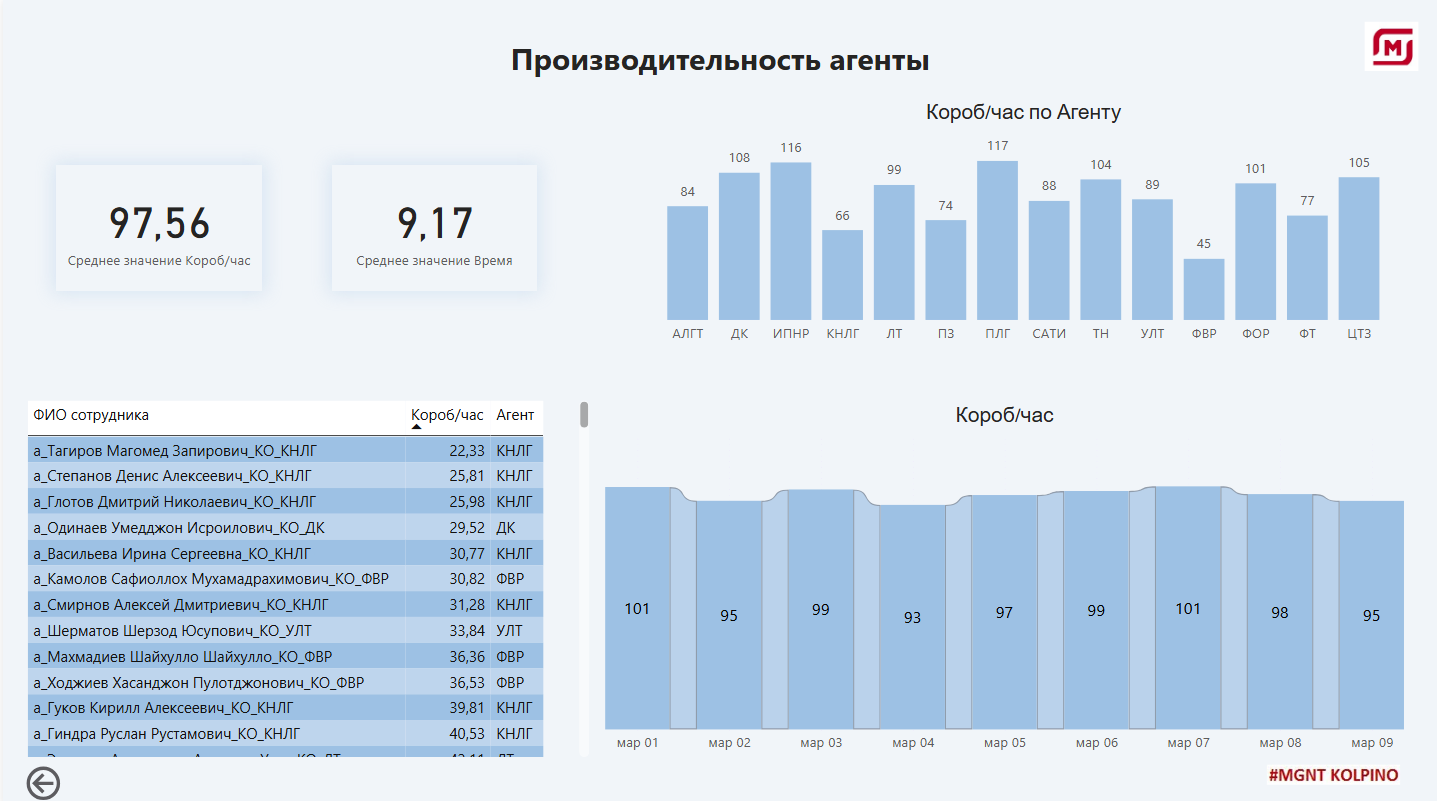 Производительность агенты
М
97,56
Среднее значение Короб/час
9,17
Среднее значение Время
Короб/час по Агенту
84 108 116 66 99 74 117 88 104 89 45 101 77 105
АЛГТ ДК ИПНР КНЛГ ЛТ ПЗ ПЛГ САТИ ТН УЛТ ФВР ФОР ФТ ЦТЗ
ФИО сотрудника Короб/час Агент
а_Тагиров Магомед Запирович_КО_КНЛГ 22,33 КНЛГ
а_Степанов Денис Алексеевич_КО_КНЛГ 25,81 КНЛГ
а_Глотов Дмитрий Николаевич_КО_КНЛГ 25,98 КНЛГ
а_Одинаев Умедджон Исроилович_КО_ДК 29,52 ДК
а_Васильева Ирина Сергеевна_КО_КНЛГ 30,77 КНЛГ
а_Камолов Сафиоллох Мухамадрахимович_КО_ФВР 30,82 ФВР
а_Смирнов Алексей Дмитриевич_КО_КНЛГ 31,28 КНЛГ
а_Шерматов Шерзод Юсупович_КО_УЛТ 33,84 УЛТ
а_Махмадиев Шайхулло Шайхулло_КО_ФВР 36,36 ФВР
а_Ходжиев Хасанджон Пулотджонович_КО_ФВР 36,53 ФВР
а_Гуков Кирилл Алексеевич_КО_КНЛГ 39,81 КНЛГ
а_Гиндра Руслан Рустамович_КО_КНЛГ 40,53 КНЛГ
Короб/час
101 95 99 93 97 99 101 98 95
мар 01 мар 02 мар 03 мар 04 мар 05 мар 06 мар 07 мар 08 мар 09
#MGNT KOLPINO